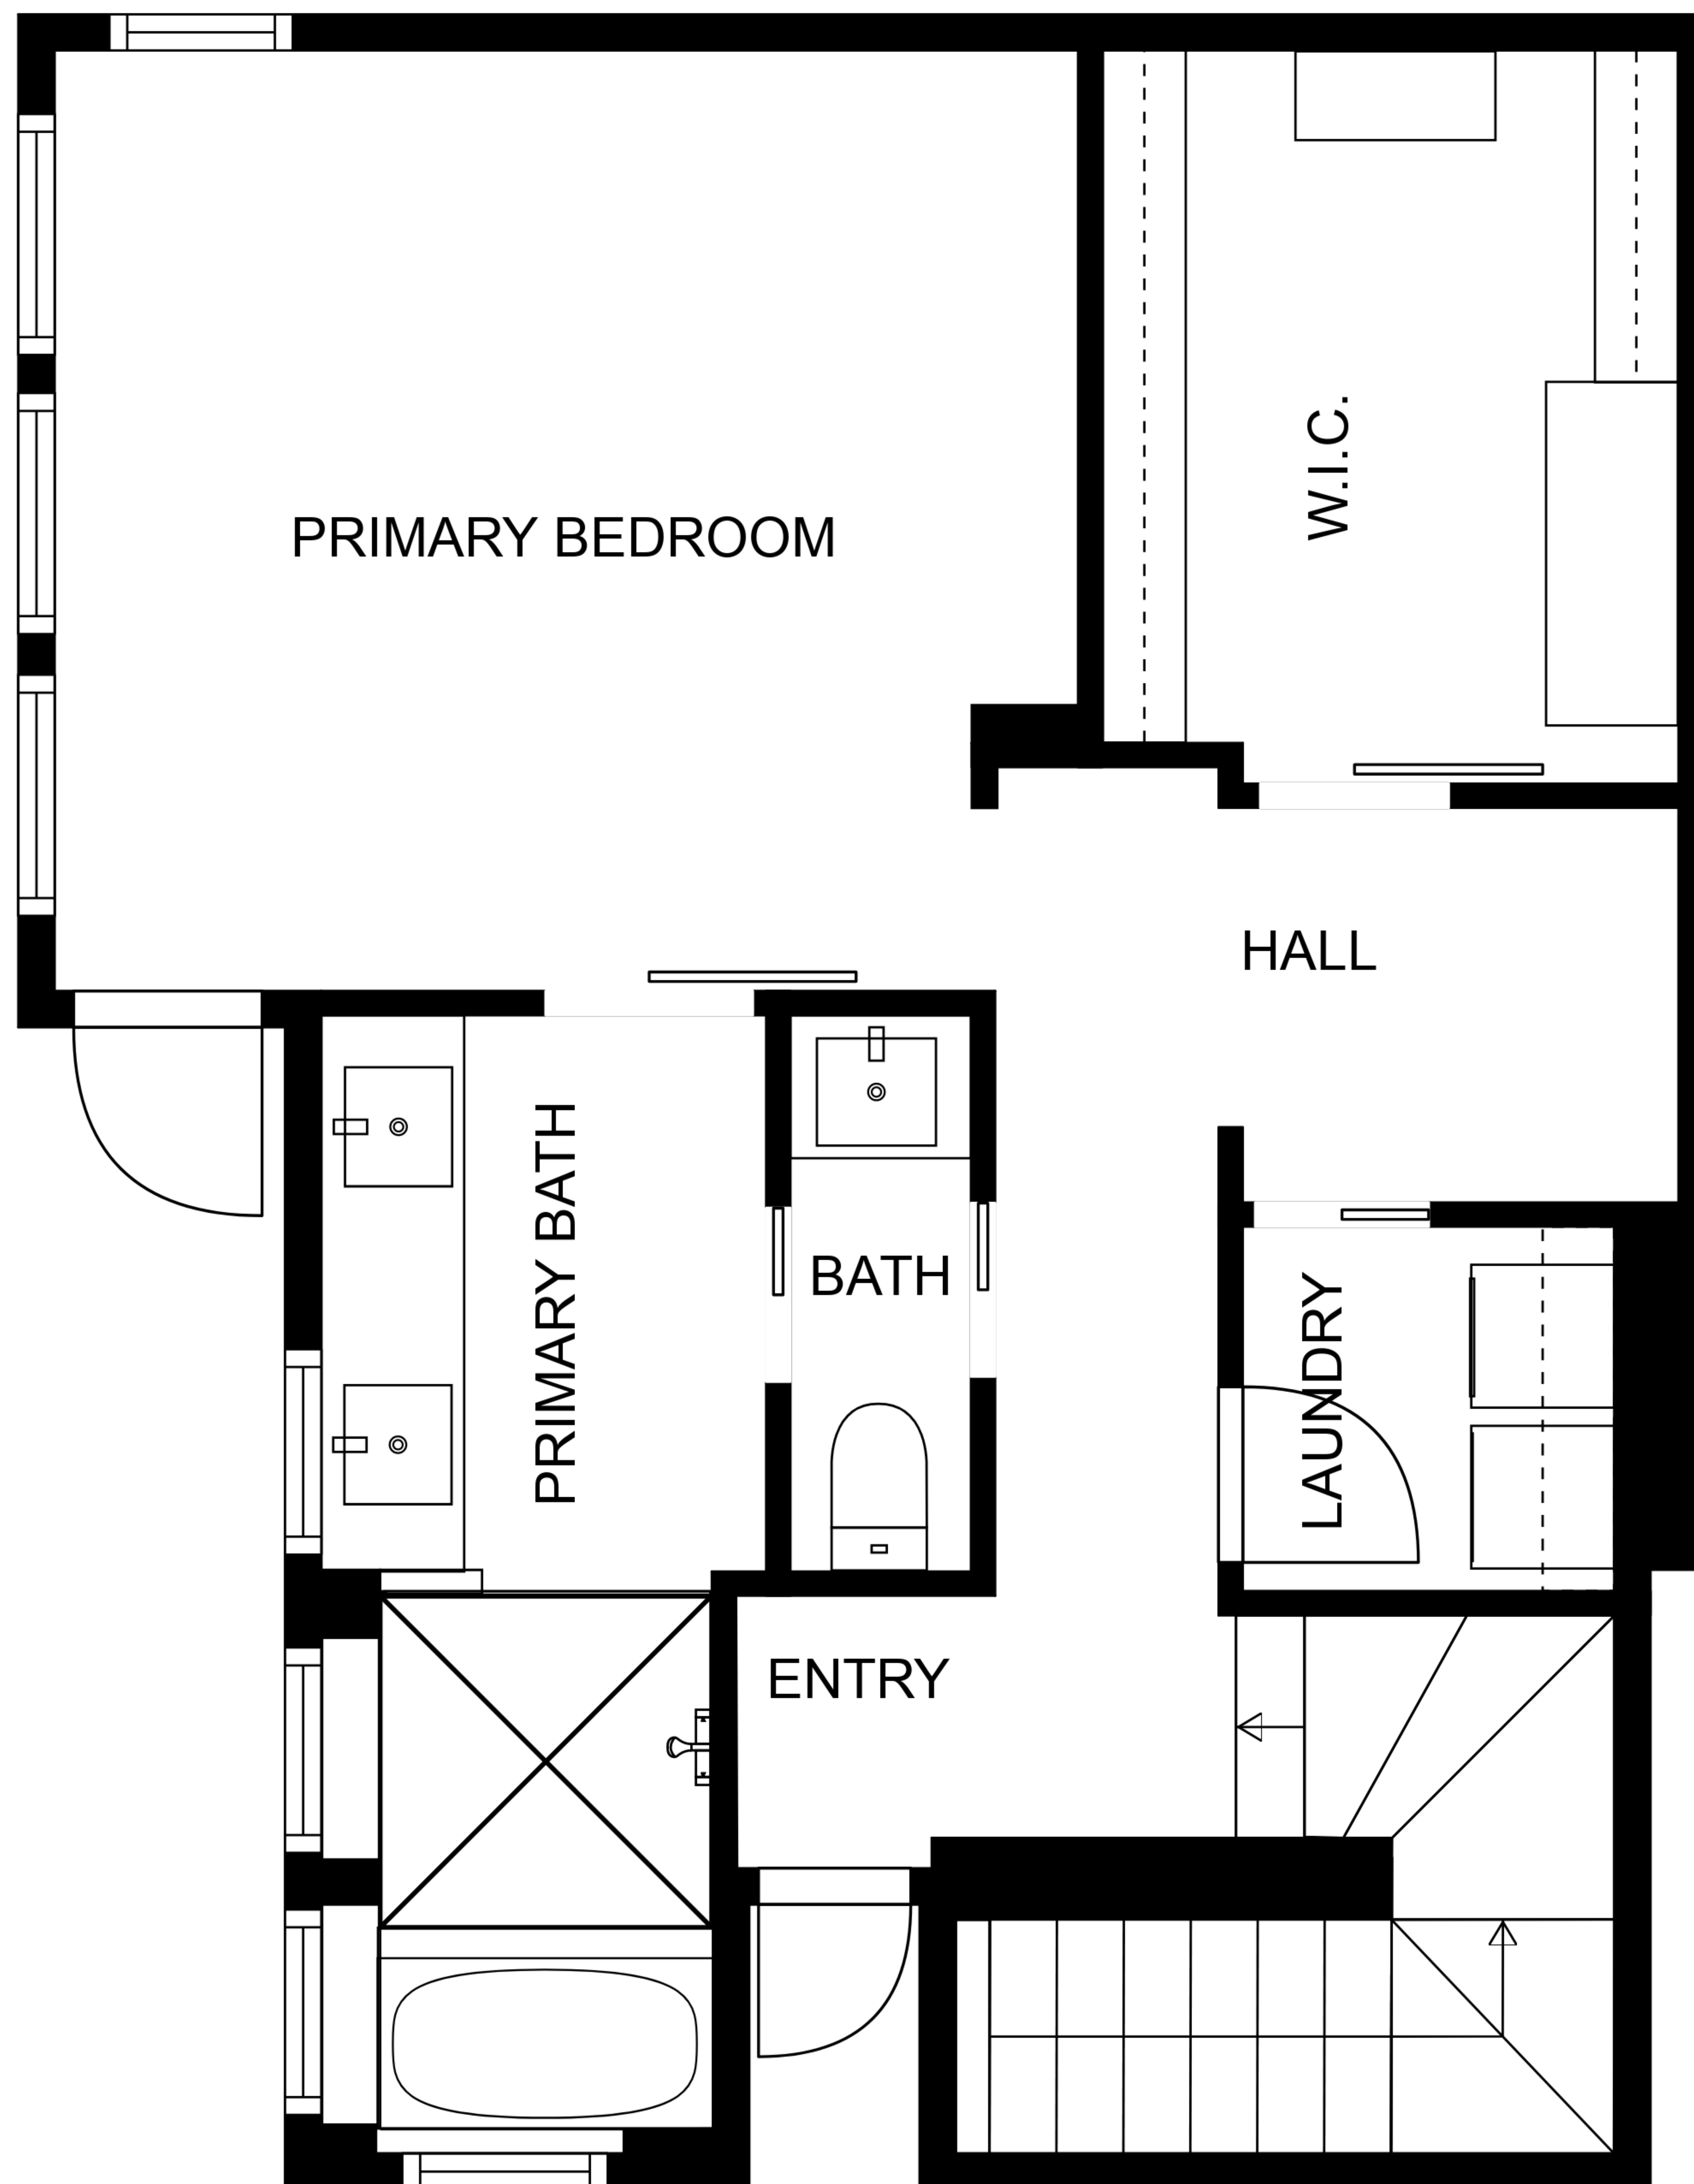 W.I.C.
PRIMARY BEDROOM
HALL
PRIMARY BATH
BATH
LAUNDRY
ENTRY